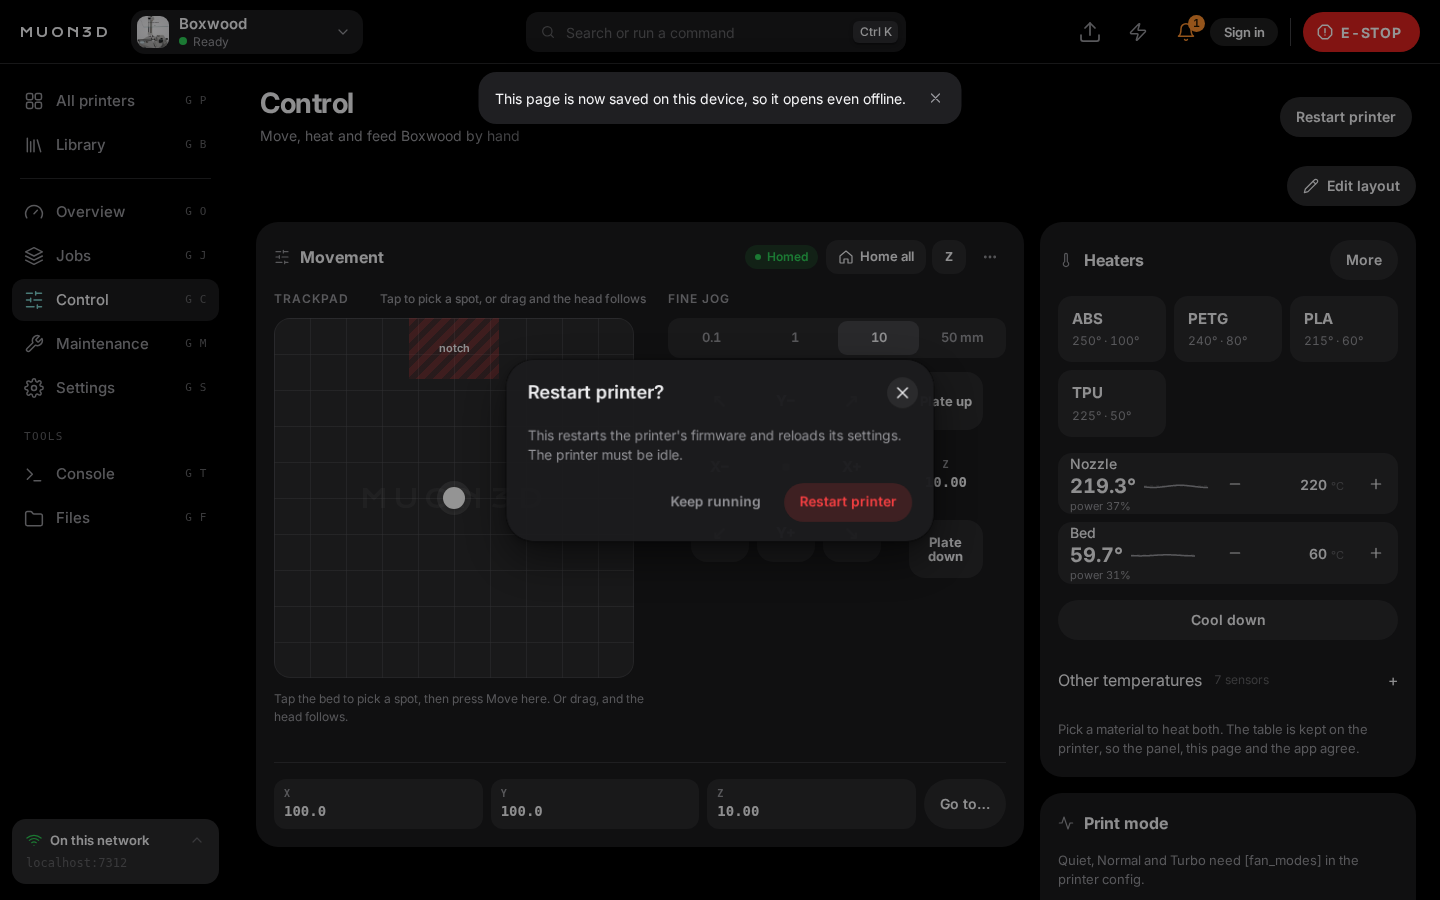 MUON3D
Boxwood
Ready
Search or run a command
Ctrl K
1
Sign in
E-STOP
This page is now saved on this device, so it opens even offline.
All printers
G P
Library
G B
Overview
G O
Jobs
G J
Control
G C
Maintenance
G M
Settings
G S
TOOLS
Console
G T
Files
G F
On this network
localhost:7312
Control
Move, heat and feed Boxwood by hand
Restart printer
Edit layout
Movement
Homed
Home all
Z
TRACKPAD
Tap to pick a spot, or drag and the head follows
notch
FINE JOG
0.1
1
10
50 mm
Restart printer?
This restarts the printer's firmware and reloads its settings.
The printer must be idle.
Keep running
Restart printer
ate up
Z
0.00
Plate
down
Tap the bed to pick a spot, then press Move here. Or drag, and the
head follows.
X
100.0
Y
100.0
Z
10.00
Go to...
Heaters
More
ABS
250° · 100°
PETG
240° · 80°
PLA
215° · 60°
TPU
225° · 50°
Nozzle
219.3°
power 37%
220 °C
Bed
59.7°
power 31%
60 °C
Cool down
Other temperatures
7 sensors
Pick a material to heat both. The table is kept on the
printer, so the panel, this page and the app agree.
Print mode
Quiet, Normal and Turbo need [fan_modes] in the
printer config.